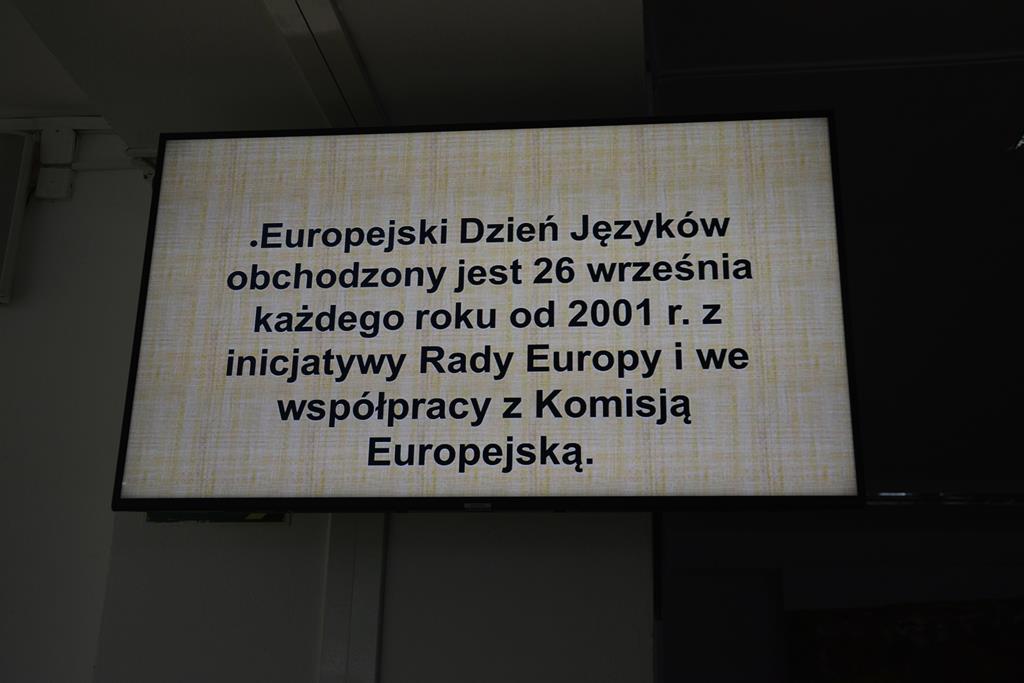 .Europejski Dzień Języków
obchodzony jest 26 września
każdego roku od 2001 r. z
inicjatywy Rady Europy i we
współpracy z Komisją
Europejską.